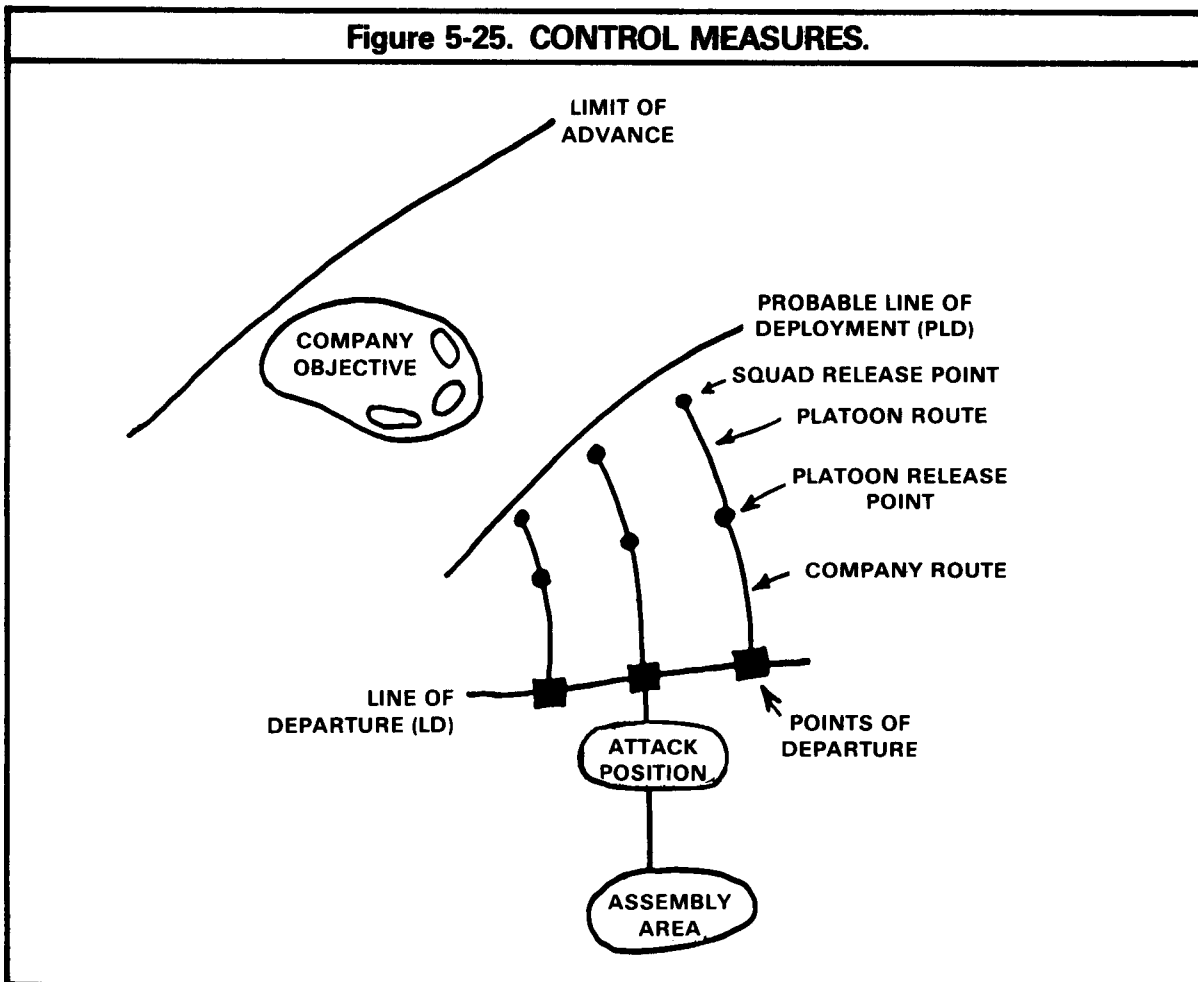 Figure 5-25. CONTROL MEASURES.
LIMIT OF
ADVANCE
COMPANY
OBJECTIVE
PROBABLE LINE OF
DEPLOYMENT (PLD)
SQUAD RELEASE POINT
PLATOON ROUTE
PLATOON RELEASE
POINT
COMPANY ROUTE
LINE OF
DEPARTURE (LD)
POINTS OF
DEPARTURE
ATTACK
POSITION
ASSEMBLY
AREA